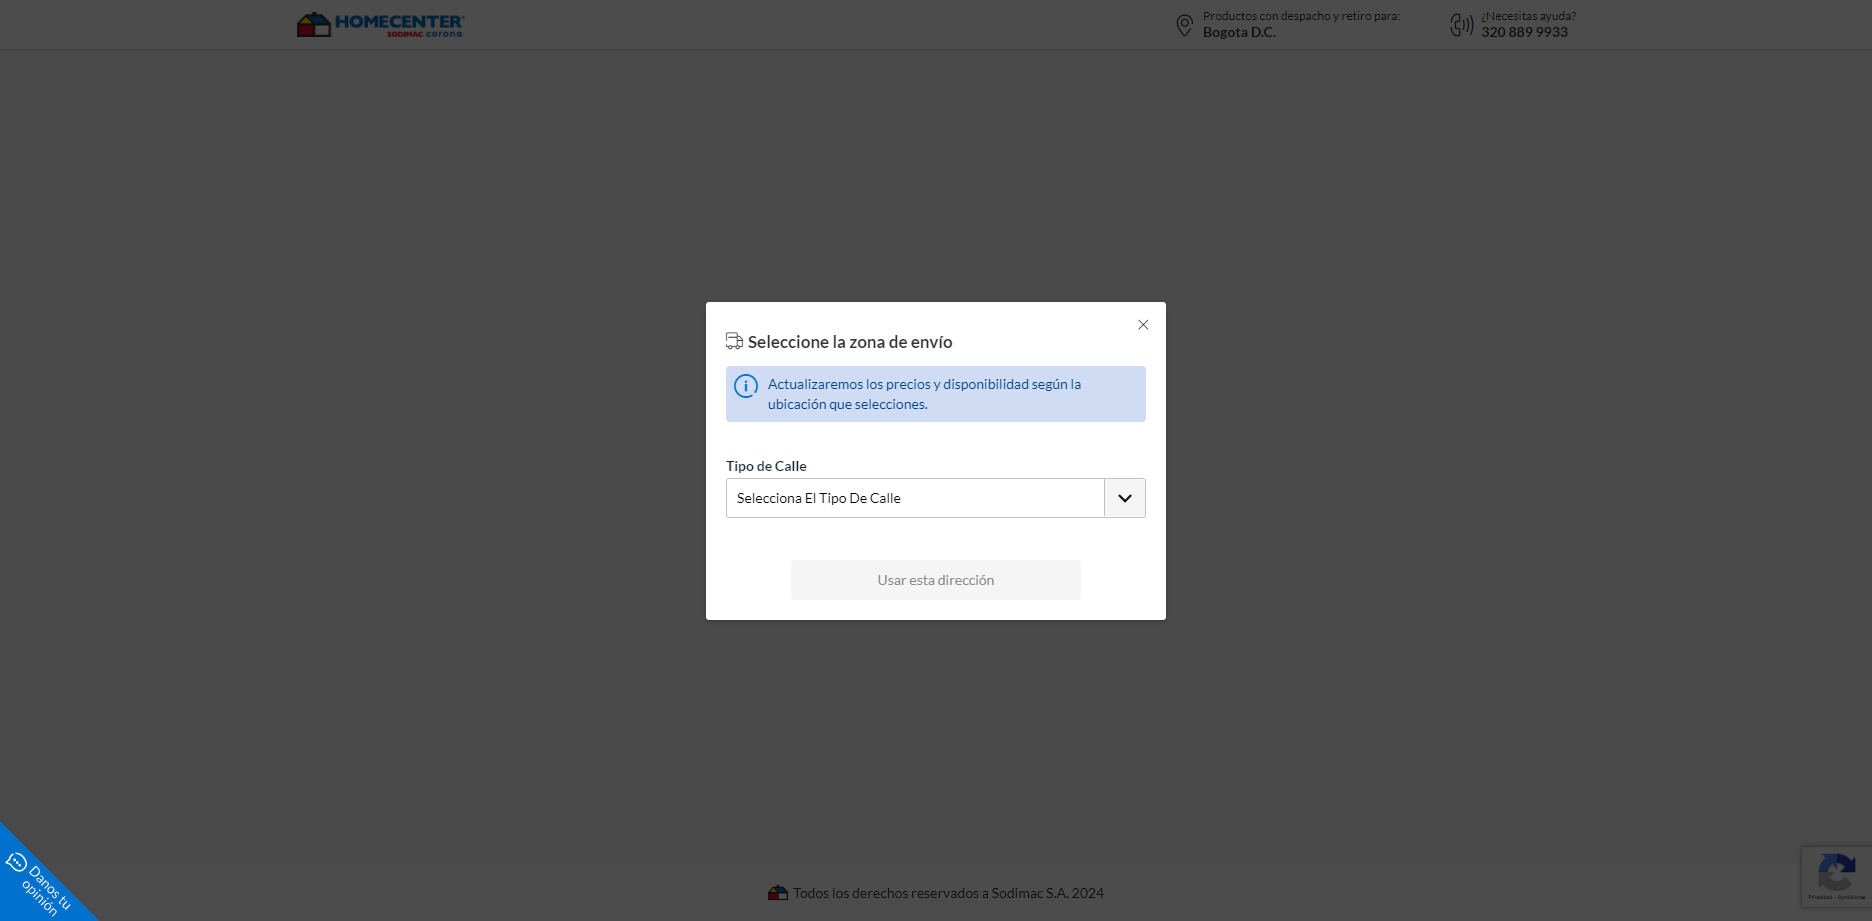 HOMECENTER
SODIMAC corona
Productos con despacho y retiro para:
Bogota D.C.
¿Necesitas ayuda?
320 889 9933
Seleccione la zona de envío
Actualizaremos los precios y disponibilidad según la
ubicación que selecciones.
Tipo de Calle
Selecciona El Tipo De Calle
Usar esta dirección
Danos tu
opinión
Todos los derechos reservados a Sodimac S.A. 2024
Privacidad - Condiciones